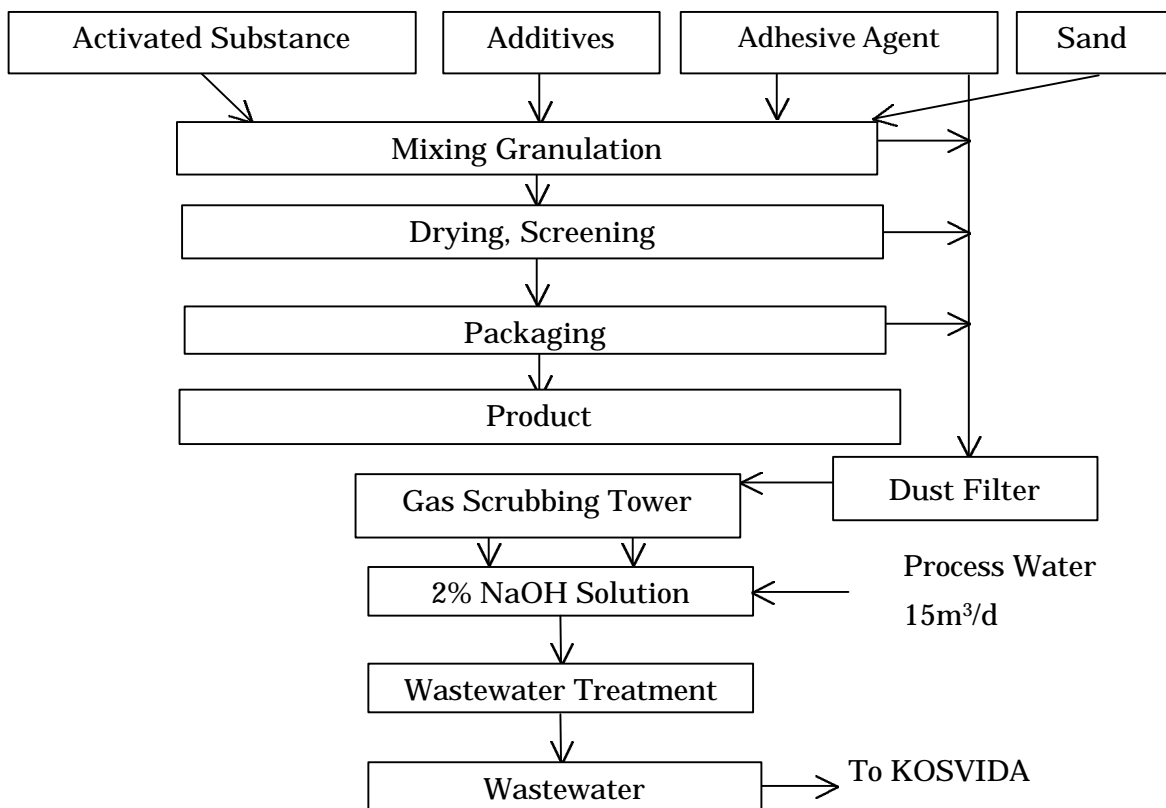 Activated Substance
Additives
Adhesive Agent
Sand
Mixing Granulation
Drying, Screening
Packaging
Product
Dust Filter
Gas Scrubbing Tower
Process Water
15m³/d
2% NaOH Solution
Wastewater Treatment
Wastewater
To KOSVIDA